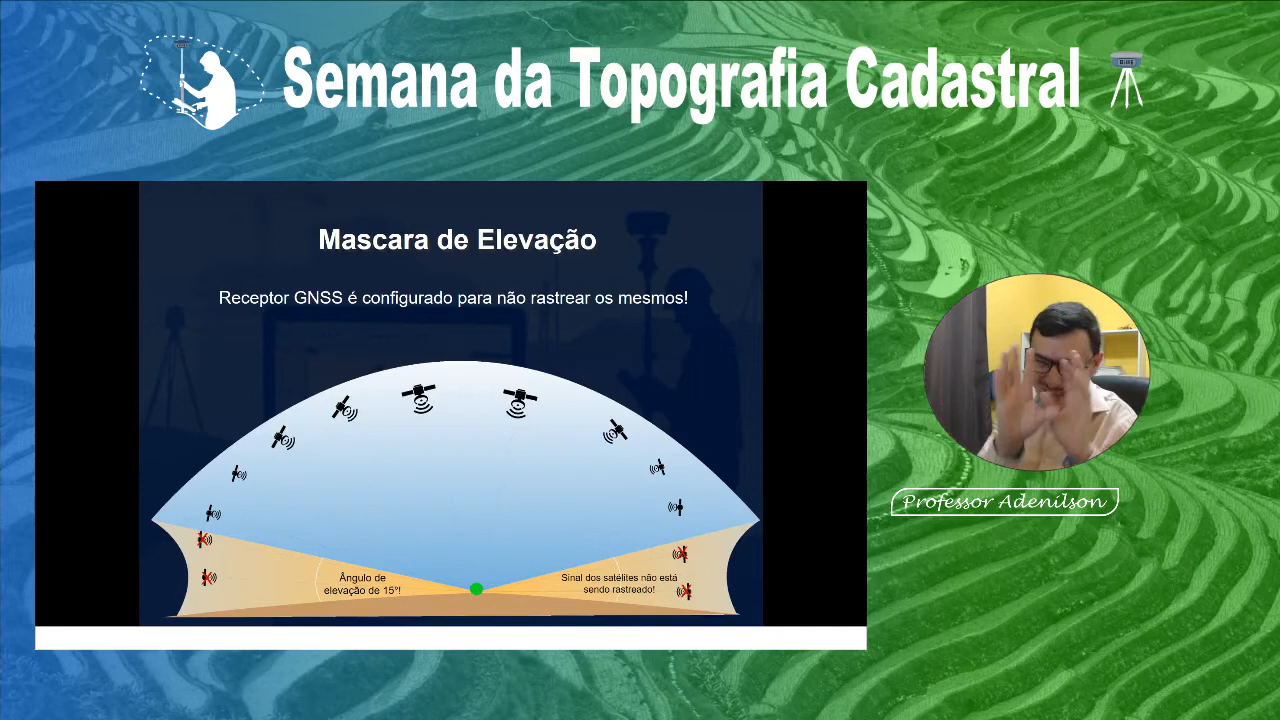 Semana da Topografia Cadastral
Mascara de Elevação
Receptor GNSS é configurado para não rastrear os mesmos!
Ângulo de
elevação de 15º!
Sinal dos satélites não está
sendo rastreado!
Professor Adenilson